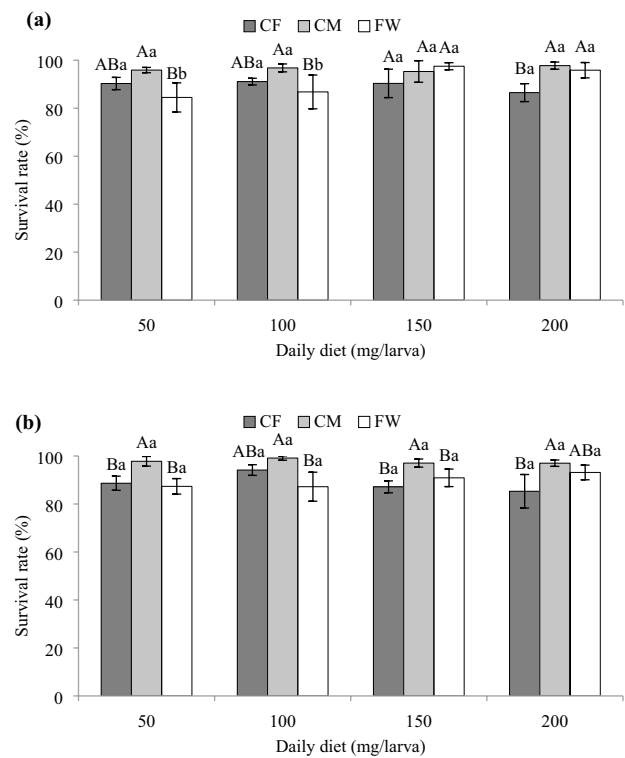 (a)
CF CM FW
ABa Aa Bb ABa Aa Bb Aa Aa Aa Ba Aa Aa
100
80
60
40
20
0
Survival rate (%)
50 100 150 200
Daily diet (mg/larva)
(b)
CF CM FW
Ba Aa Ba ABa Aa Ba Ba Aa Ba Ba Aa ABa
100
80
60
40
20
0
Survival rate (%)
50 100 150 200
Daily diet (mg/larva)